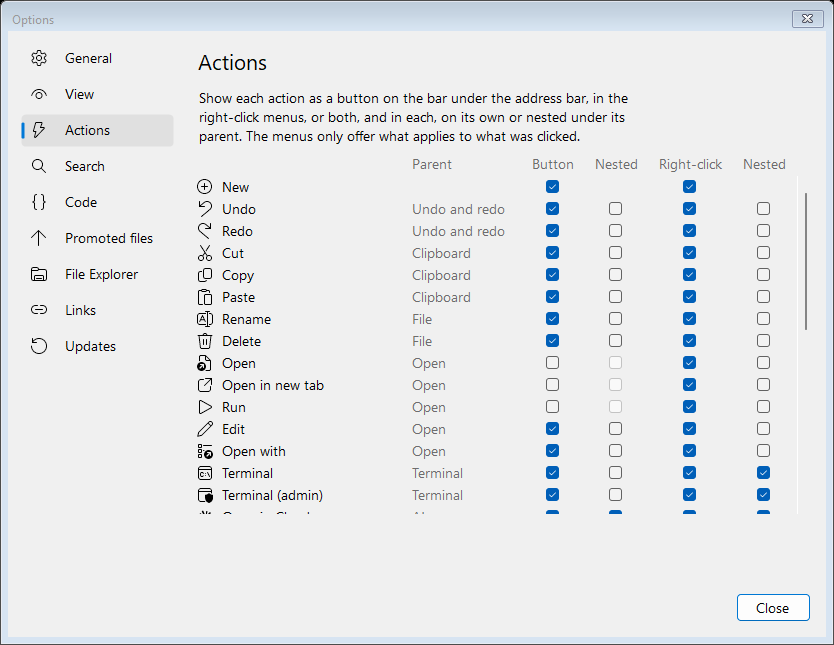 Options
General
View
Actions
Search
Code
Promoted files
File Explorer
Links
Updates
Actions
Show each action as a button on the bar under the address bar, in the
right-click menus, or both, and in each, on its own or nested under its
parent. The menus only offer what applies to what was clicked.
Parent Button Nested Right-click Nested
New
Undo Undo and redo
Redo Undo and redo
Cut Clipboard
Copy Clipboard
Paste Clipboard
Rename File
Delete File
Open Open
Open in new tab Open
Run Open
Edit Open
Open with Open
Terminal Terminal
Terminal (admin) Terminal
Close